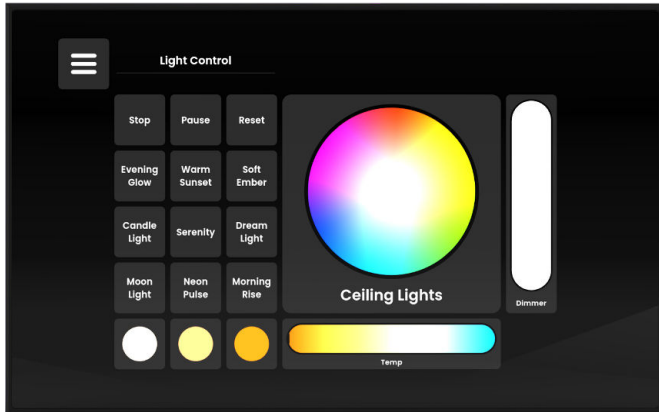 Light Control
Stop
Pause
Reset
Evening
Glow
Warm
Sunset
Soft
Ember
Candle
Light
Serenity
Dream
Light
Moon
Light
Neon
Pulse
Morning
Rise
Ceiling Lights
Dimmer
Temp